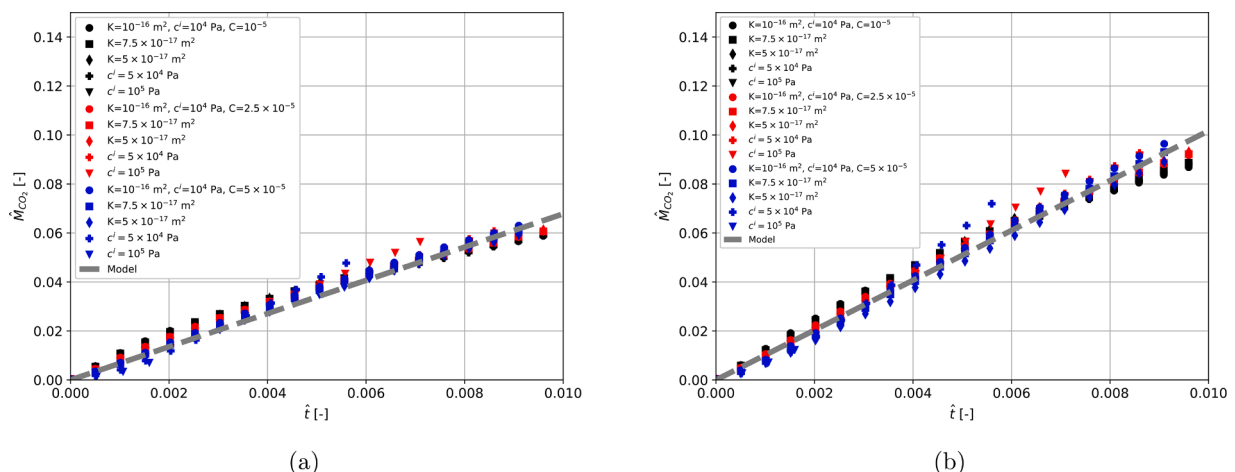 K=10⁻¹⁶ m², cⁱ=10⁴ Pa, C=10⁻⁵
K=7.5 × 10⁻¹⁷ m²
K=5 × 10⁻¹⁷ m²
cⁱ = 5 × 10⁴ Pa
cⁱ = 10⁵ Pa
K=10⁻¹⁶ m², cⁱ=10⁴ Pa, C=2.5 × 10⁻⁵
K=7.5 × 10⁻¹⁷ m²
K=5 × 10⁻¹⁷ m²
cⁱ = 5 × 10⁴ Pa
cⁱ = 10⁵ Pa
K=10⁻¹⁶ m², cⁱ=10⁴ Pa, C=5 × 10⁻⁵
K=7.5 × 10⁻¹⁷ m²
K=5 × 10⁻¹⁷ m²
cⁱ = 5 × 10⁴ Pa
cⁱ = 10⁵ Pa
Model
0.14
0.12
0.10
0.08
0.06
0.04
0.02
0.00
M̂_CO₂ [-]
0.000 0.002 0.004 0.006 0.008 0.010
t̂ [-]
(a)
K=10⁻¹⁶ m², cⁱ=10⁴ Pa, C=10⁻⁵
K=7.5 × 10⁻¹⁷ m²
K=5 × 10⁻¹⁷ m²
cⁱ = 5 × 10⁴ Pa
cⁱ = 10⁵ Pa
K=10⁻¹⁶ m², cⁱ=10⁴ Pa, C=2.5 × 10⁻⁵
K=7.5 × 10⁻¹⁷ m²
K=5 × 10⁻¹⁷ m²
cⁱ = 5 × 10⁴ Pa
cⁱ = 10⁵ Pa
K=10⁻¹⁶ m², cⁱ=10⁴ Pa, C=5 × 10⁻⁵
K=7.5 × 10⁻¹⁷ m²
K=5 × 10⁻¹⁷ m²
cⁱ = 5 × 10⁴ Pa
cⁱ = 10⁵ Pa
Model
0.14
0.12
0.10
0.08
0.06
0.04
0.02
0.00
M̂_CO₂ [-]
0.000 0.002 0.004 0.006 0.008 0.010
t̂ [-]
(b)